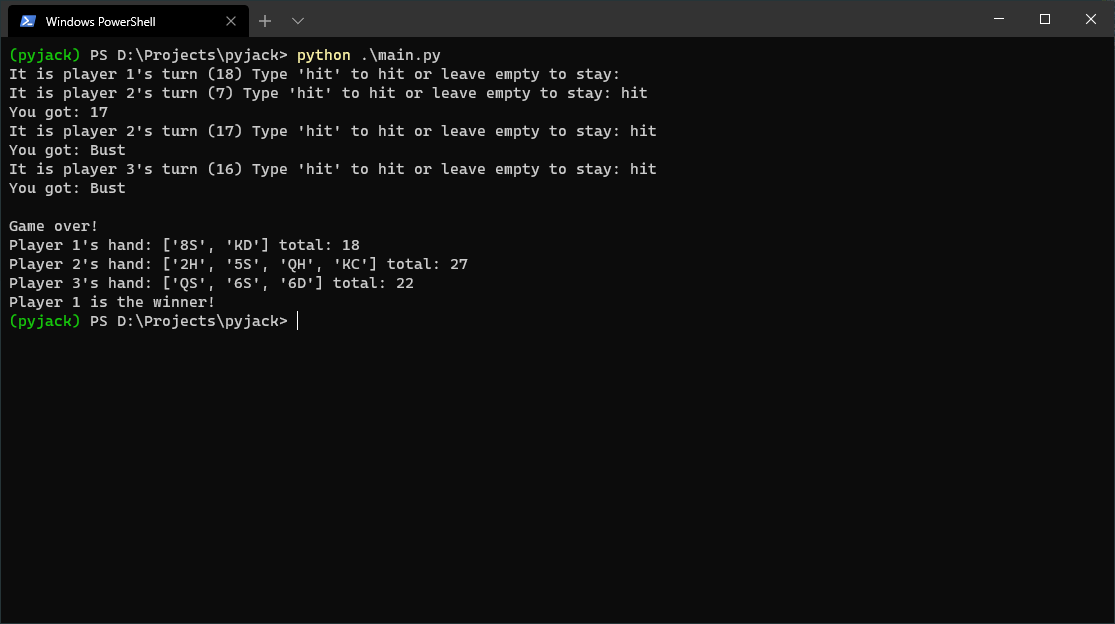 Windows PowerShell
(pyjack) PS D:\Projects\pyjack> python .\main.py
It is player 1's turn (18) Type 'hit' to hit or leave empty to stay:
It is player 2's turn (7) Type 'hit' to hit or leave empty to stay: hit
You got: 17
It is player 2's turn (17) Type 'hit' to hit or leave empty to stay: hit
You got: Bust
It is player 3's turn (16) Type 'hit' to hit or leave empty to stay: hit
You got: Bust
Game over!
Player 1's hand: ['8S', 'KD'] total: 18
Player 2's hand: ['2H', '5S', 'QH', 'KC'] total: 27
Player 3's hand: ['QS', '6S', '6D'] total: 22
Player 1 is the winner!
(pyjack) PS D:\Projects\pyjack>